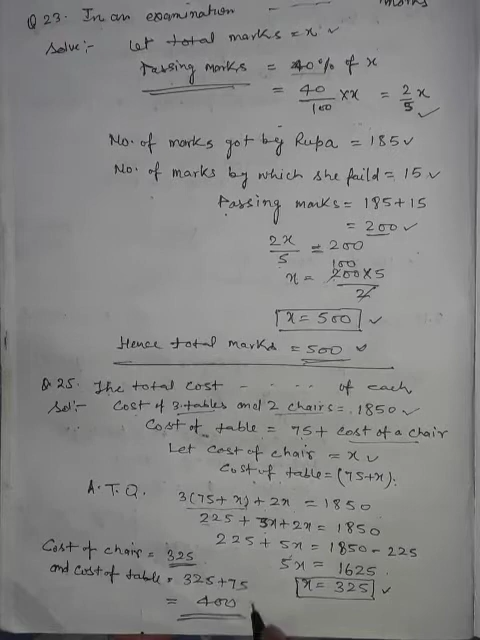 Q 23. In an examination - - - - marks
Solve:- Let total marks = x ✓
Passing marks = 40% of x
= 40/100 × x = 2/5 x ✓
No. of marks got by Rupa = 185 ✓
No. of marks by which she faild = 15 ✓
Passing marks = 185 + 15
= 200 ✓
2x/5 = 200
100
x = 200 × 5/2
x = 500 ✓
Hence total marks = 500 ✓
Q 25. The total cost - . . . . of each
Sol:- Cost of 3 tables and 2 chairs = 1850 ✓
Cost of table = 75 + cost of a chair
Let cost of chair = x ✓
Cost of table = (75+x).
A.T.Q. 3(75+x) + 2x = 1850
225 + 3x + 2x = 1850
225 + 5x = 1850 - 225
Cost of chair = 325 5x = 1625
and cost of table = 325 + 75 x = 325 ✓
= 400